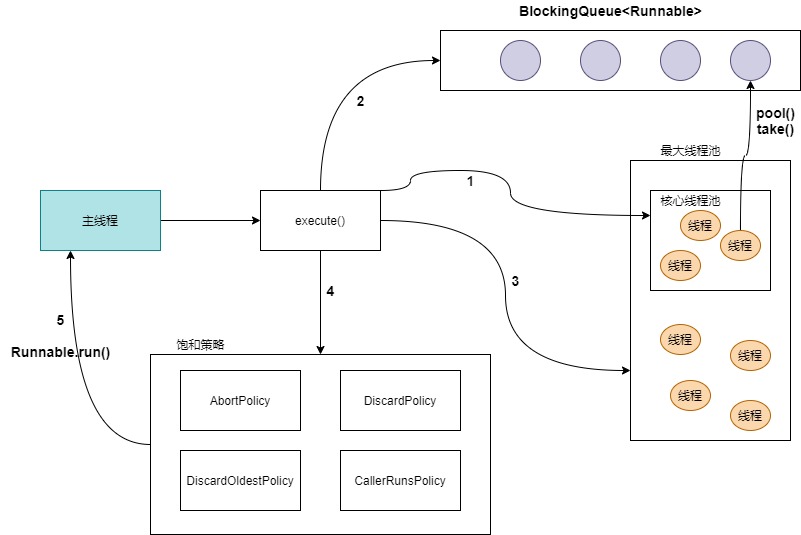 BlockingQueue<Runnable>
2
pool()
take()
最大线程池
1
核心线程池
线程
线程
线程
主线程
execute()
3
4
5
Runnable.run()
饱和策略
线程
线程
线程
线程
AbortPolicy
DiscardPolicy
DiscardOldestPolicy
CallerRunsPolicy